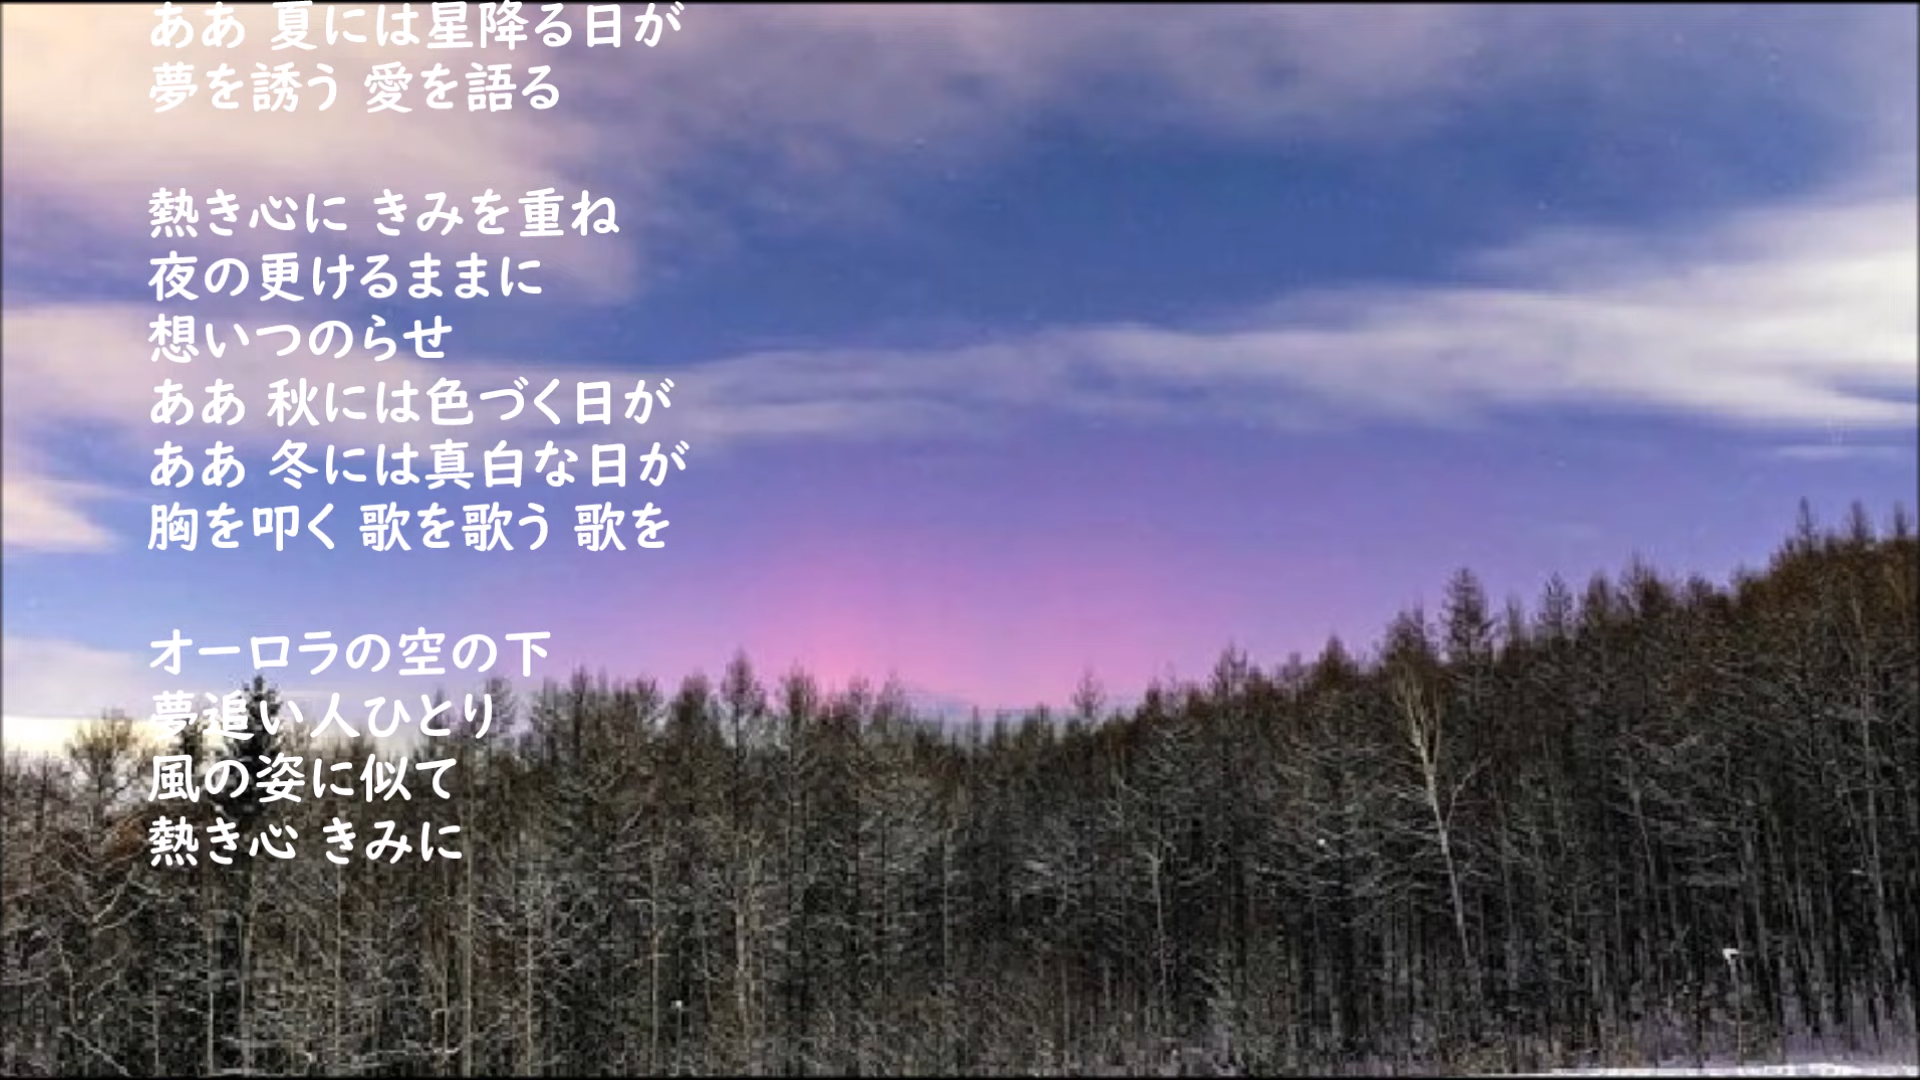 ああ 夏には星降る日が
夢を誘う 愛を語る
熱き心に きみを重ね
夜の更けるままに
想いつのらせ
ああ 秋には色づく日が
ああ 冬には真白な日が
胸を叩く 歌を歌う 歌を
オーロラの空の下
夢追い人ひとり
風の姿に似て
熱き心 きみに